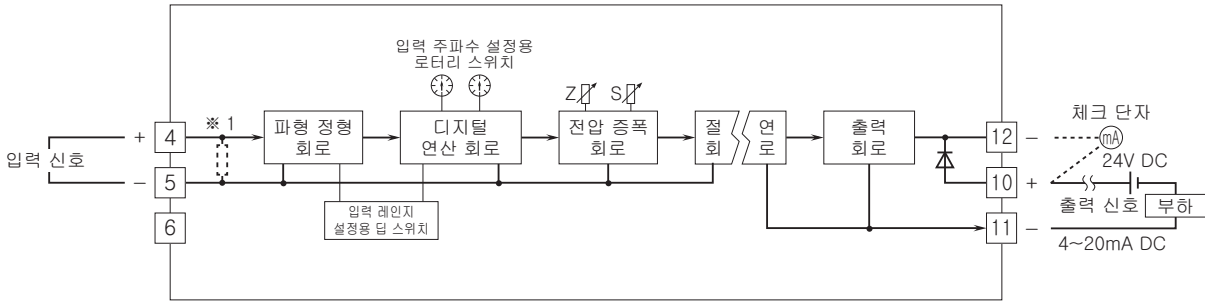 입력 주파수 설정용
로터리 스위치
Z
S
입력 신호
+
4
※ 1
파형 정형
회로
디지털
연산 회로
전압 증폭
회로
절
회
연
로
출력
회로
12
−
체크 단자
mA
24V DC
−
5
10
+
출력 신호
부하
6
입력 레인지
설정용 딥 스위치
11
−
4~20mA DC